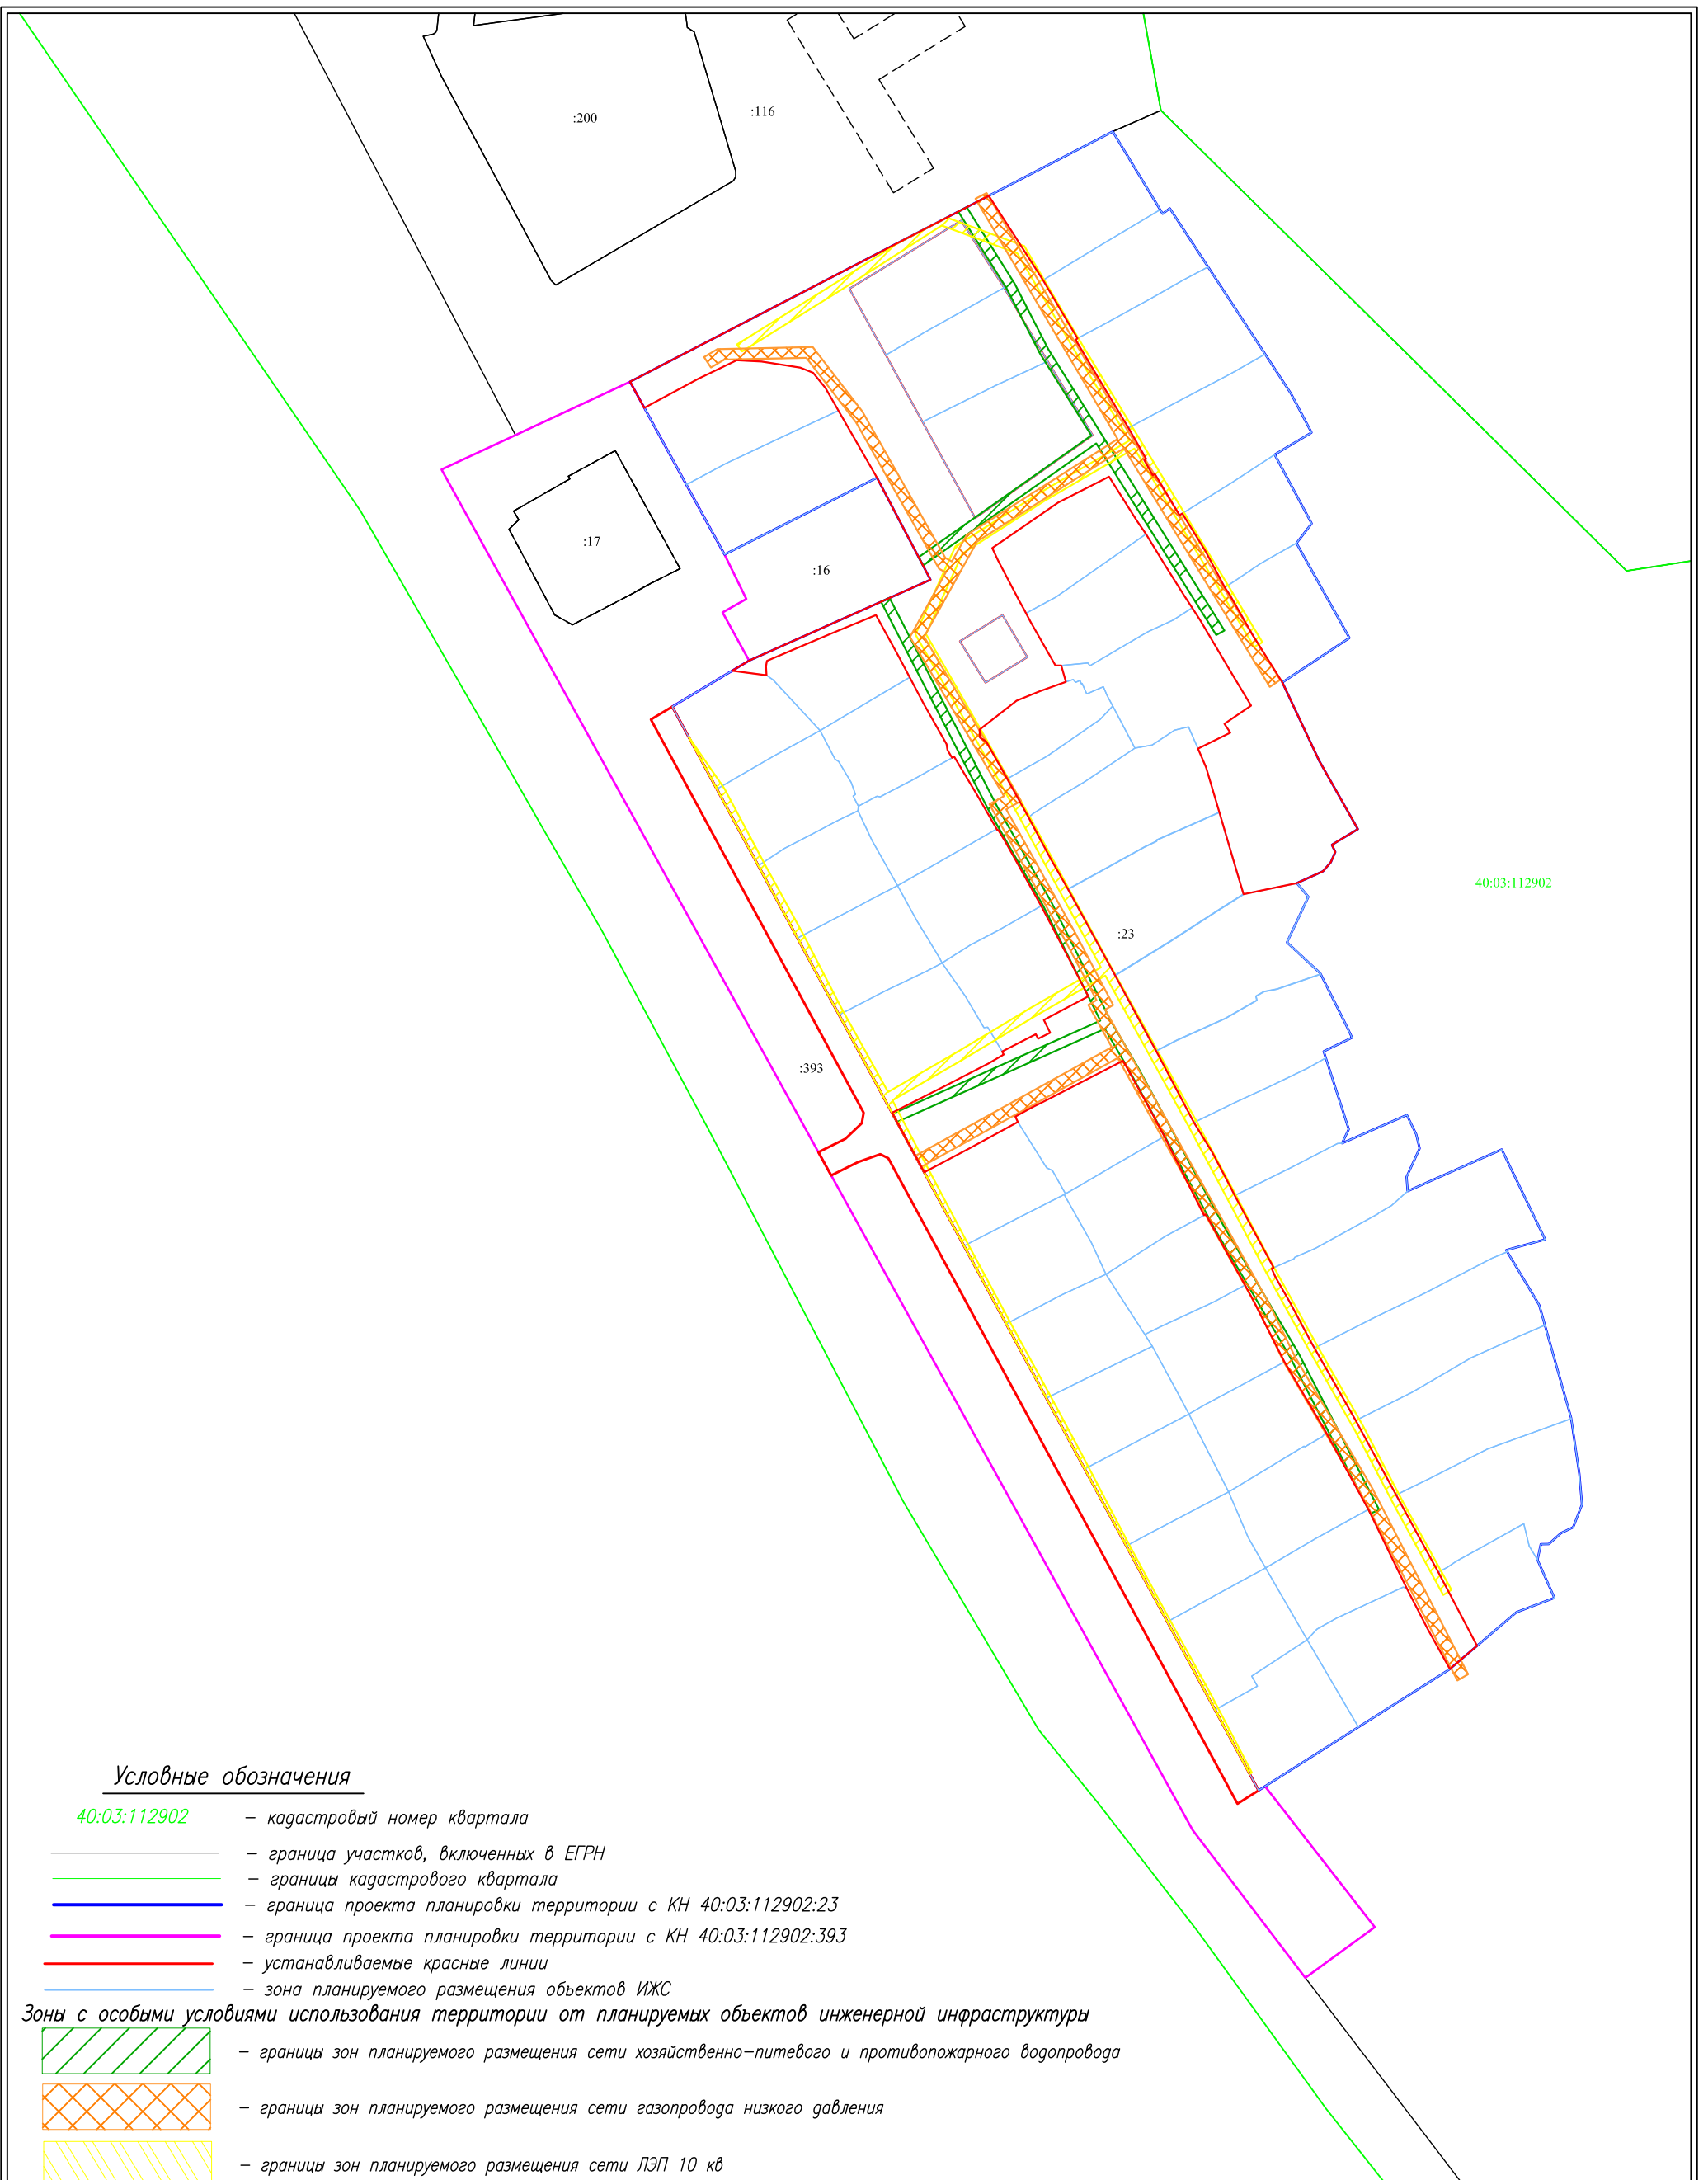 :200
:116
:17
:16
40:03:112902
:23
:393
Условные обозначения
40:03:112902 – кадастровый номер квартала
– граница участков, включенных в ЕГРН
– границы кадастрового квартала
– граница проекта планировки территории с КН 40:03:112902:23
– граница проекта планировки территории с КН 40:03:112902:393
– устанавливаемые красные линии
– зона планируемого размещения объектов ИЖС
Зоны с особыми условиями использования территории от планируемых объектов инженерной инфраструктуры
– границы зон планируемого размещения сети хозяйственно-питевого и противопожарного водопровода
– границы зон планируемого размещения сети газопровода низкого давления
– границы зон планируемого размещения сети ЛЭП 10 кв